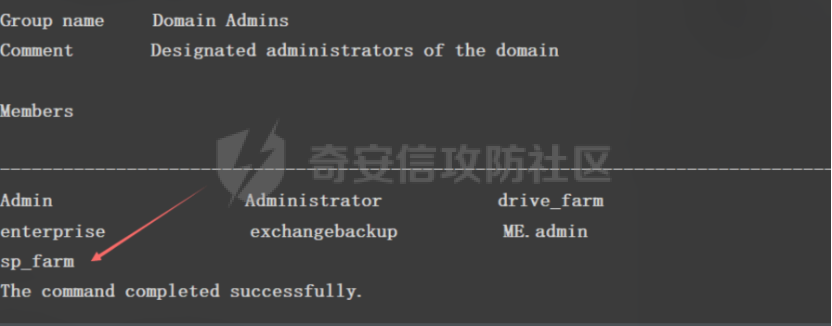 Group name Domain Admins
Comment Designated administrators of the domain
Members
奇安信攻防社区
--------------------------------------------------------------------------------
Admin Administrator drive_farm
enterprise exchangebackup ME.admin
sp_farm
The command completed successfully.